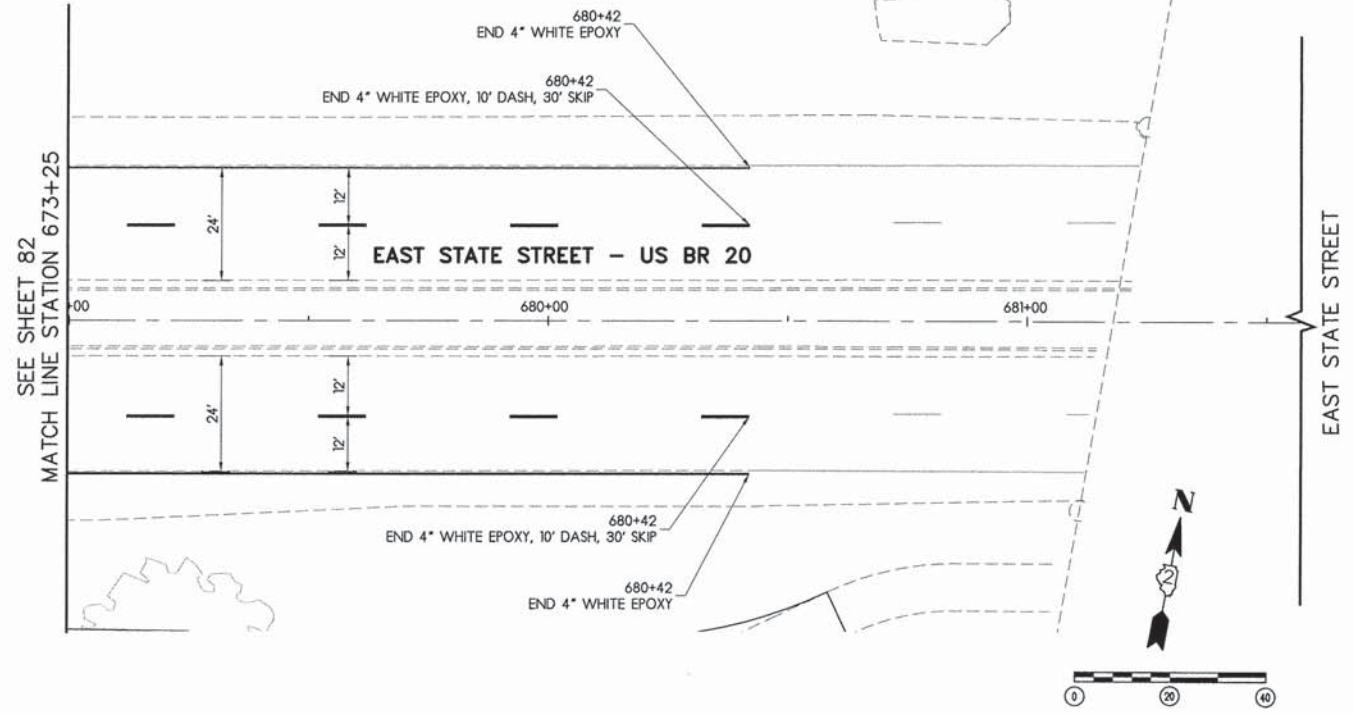 680+42
END 4" WHITE EPOXY
680+42
END 4" WHITE EPOXY, 10' DASH, 30' SKIP
SEE SHEET 82
MATCH LINE STATION 673+25
24'
12'
12'
EAST STATE STREET - US BR 20
+00
680+00
681+00
EAST STATE STREET
24'
12'
12'
680+42
END 4" WHITE EPOXY, 10' DASH, 30' SKIP
680+42
END 4" WHITE EPOXY
N
2
0
20
40